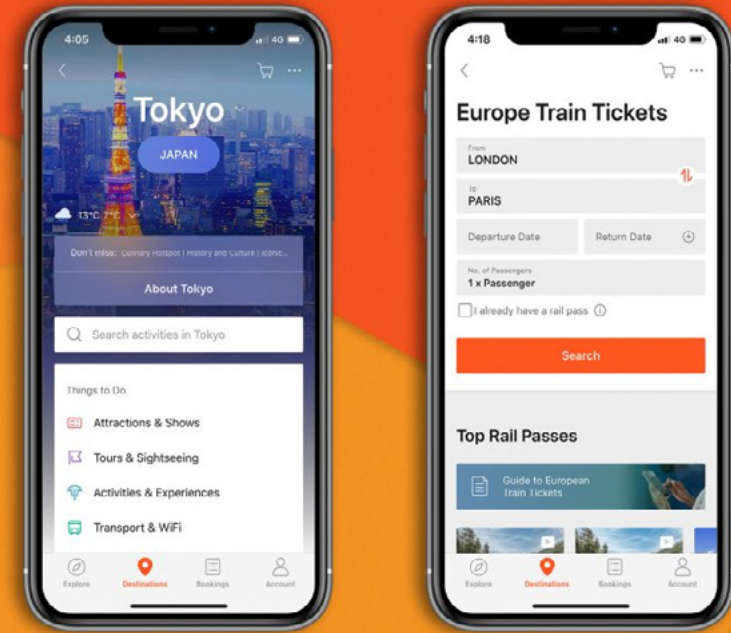 4:05
4G
Tokyo
JAPAN
13°C 7°C
Don't miss: Culinary Hotspot | History and Culture | Iconic...
About Tokyo
Search activities in Tokyo
Things to Do
Attractions & Shows
Tours & Sightseeing
Activities & Experiences
Transport & WiFi
Explore
Destinations
Bookings
Account
4:18
4G
Europe Train Tickets
From
LONDON
To
PARIS
Departure Date
Return Date
No. of Passengers
1 x Passenger
I already have a rail pass
Search
Top Rail Passes
Guide to European
Train Tickets
Explore
Destinations
Bookings
Account